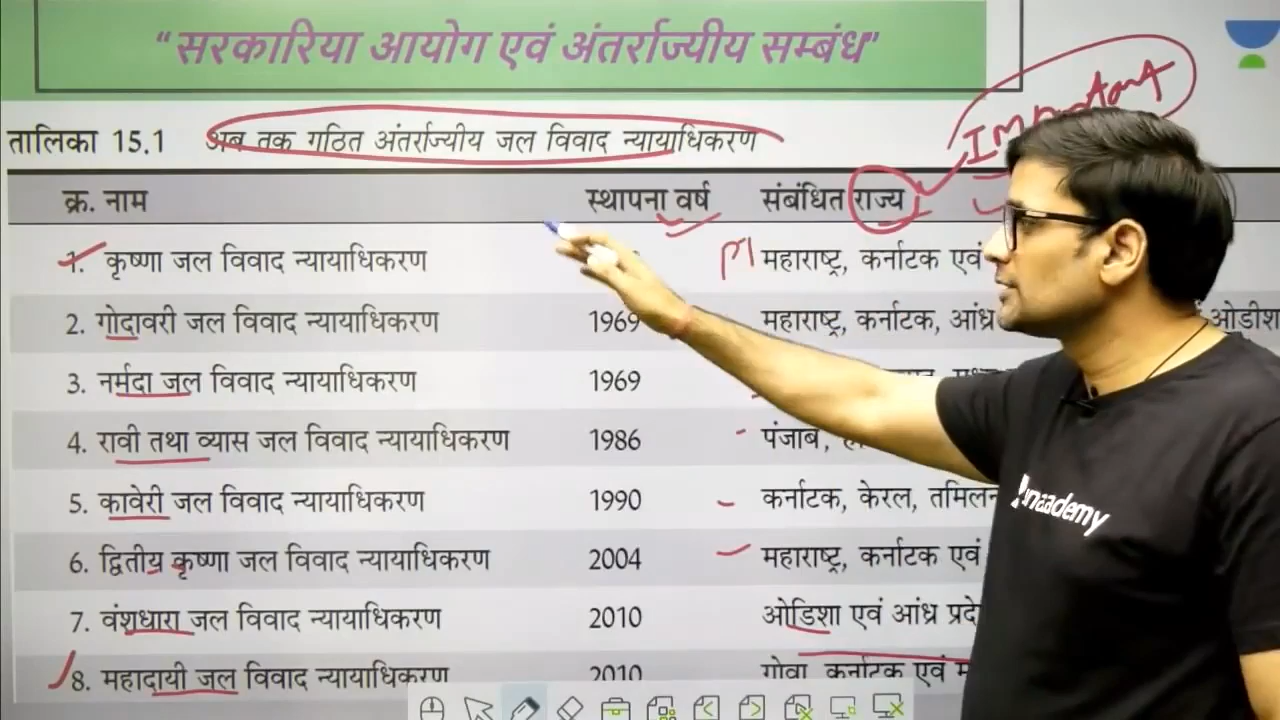 “सरकारिया आयोग एवं अंतर्राज्यीय सम्बंध”
Important
तालिका 15.1 अब तक गठित अंतर्राज्यीय जल विवाद न्यायाधिकरण
क्र. नाम स्थापना वर्ष संबंधित राज्य
1. कृष्णा जल विवाद न्यायाधिकरण महाराष्ट्र, कर्नाटक एवं
2. गोदावरी जल विवाद न्यायाधिकरण 1969 महाराष्ट्र, कर्नाटक,
3. नर्मदा जल विवाद न्यायाधिकरण 1969
4. रावी तथा व्यास जल विवाद न्यायाधिकरण 1986 पंजाब,
5. कावेरी जल विवाद न्यायाधिकरण 1990 कर्नाटक, केरल,
6. द्वितीय कृष्णा जल विवाद न्यायाधिकरण 2004 महाराष्ट्र, कर्नाटक एवं
7. वंशधारा जल विवाद न्यायाधिकरण 2010 ओडिशा एवं आंध्र
8. महादायी जल विवाद न्यायाधिकरण 2010 गोवा कर्नाटक एवं
unacademy